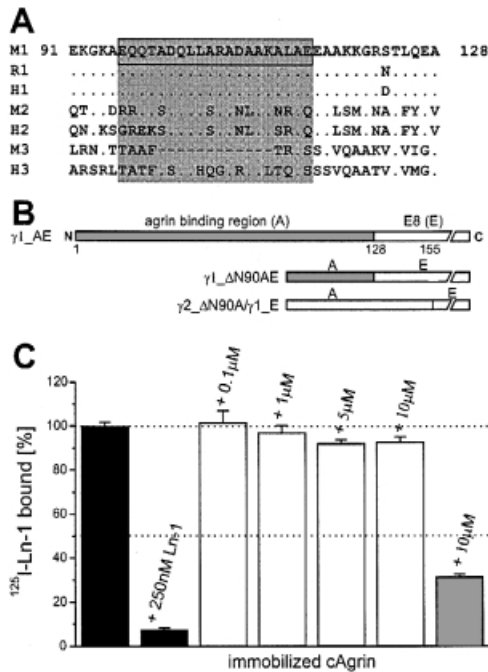 A
M1 91 EKGKAEQQTADQLLARADAAKALAEEAAKKGRSTLQEA 128
R1 ................................N.....
H1 ................................D.....
M2 QT..DRR..S....S...NL.NR.Q..LSM.NA.FY.V
H2 QN.KSGREKS....S...NL.SR.Q..LSM.NA.FY.V
M3 LRN.TTAAF------------TR.SS.VQAAKV.VIG.
H3 ARSRLTATF.S..HQG.R..LTQ.SSSVQAATV.VMG.
B
agrin binding region (A) E8 (E)
γ1_AE N C
1 128 155
A E
γ1_ΔN90AE
A E
γ2_ΔN90A/γ1_E
C
¹²⁵I-Ln-1 bound [%]
120
100
80
60
40
20
0
+ 250nM Ln-1
+ 0.1μM
+ 1μM
+ 5μM
+ 10μM
+ 10μM
immobilized cAgrin